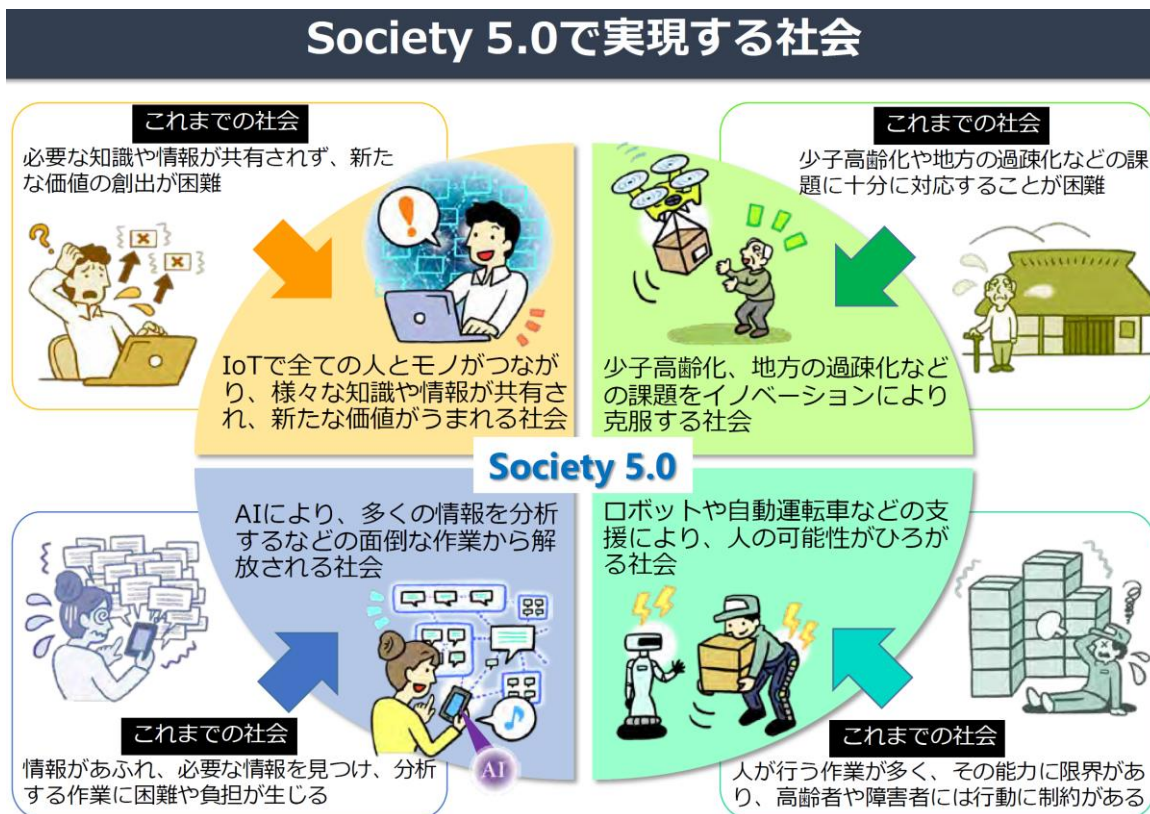 Society 5.0で実現する社会
これまでの社会
必要な知識や情報が共有されず、新た
な価値の創出が困難
IoTで全ての人とモノがつなが
り、様々な知識や情報が共有さ
れ、新たな価値がうまれる社会
これまでの社会
少子高齢化や地方の過疎化などの課
題に十分に対応することが困難
少子高齢化、地方の過疎化など
の課題をイノベーションにより
克服する社会
Society 5.0
AIにより、多くの情報を分析
するなどの面倒な作業から解
放される社会
AI
これまでの社会
情報があふれ、必要な情報を見つけ、分析
する作業に困難や負担が生じる
ロボットや自動運転車などの支
援により、人の可能性がひろが
る社会
これまでの社会
人が行う作業が多く、その能力に限界があ
り、高齢者や障害者には行動に制約がある